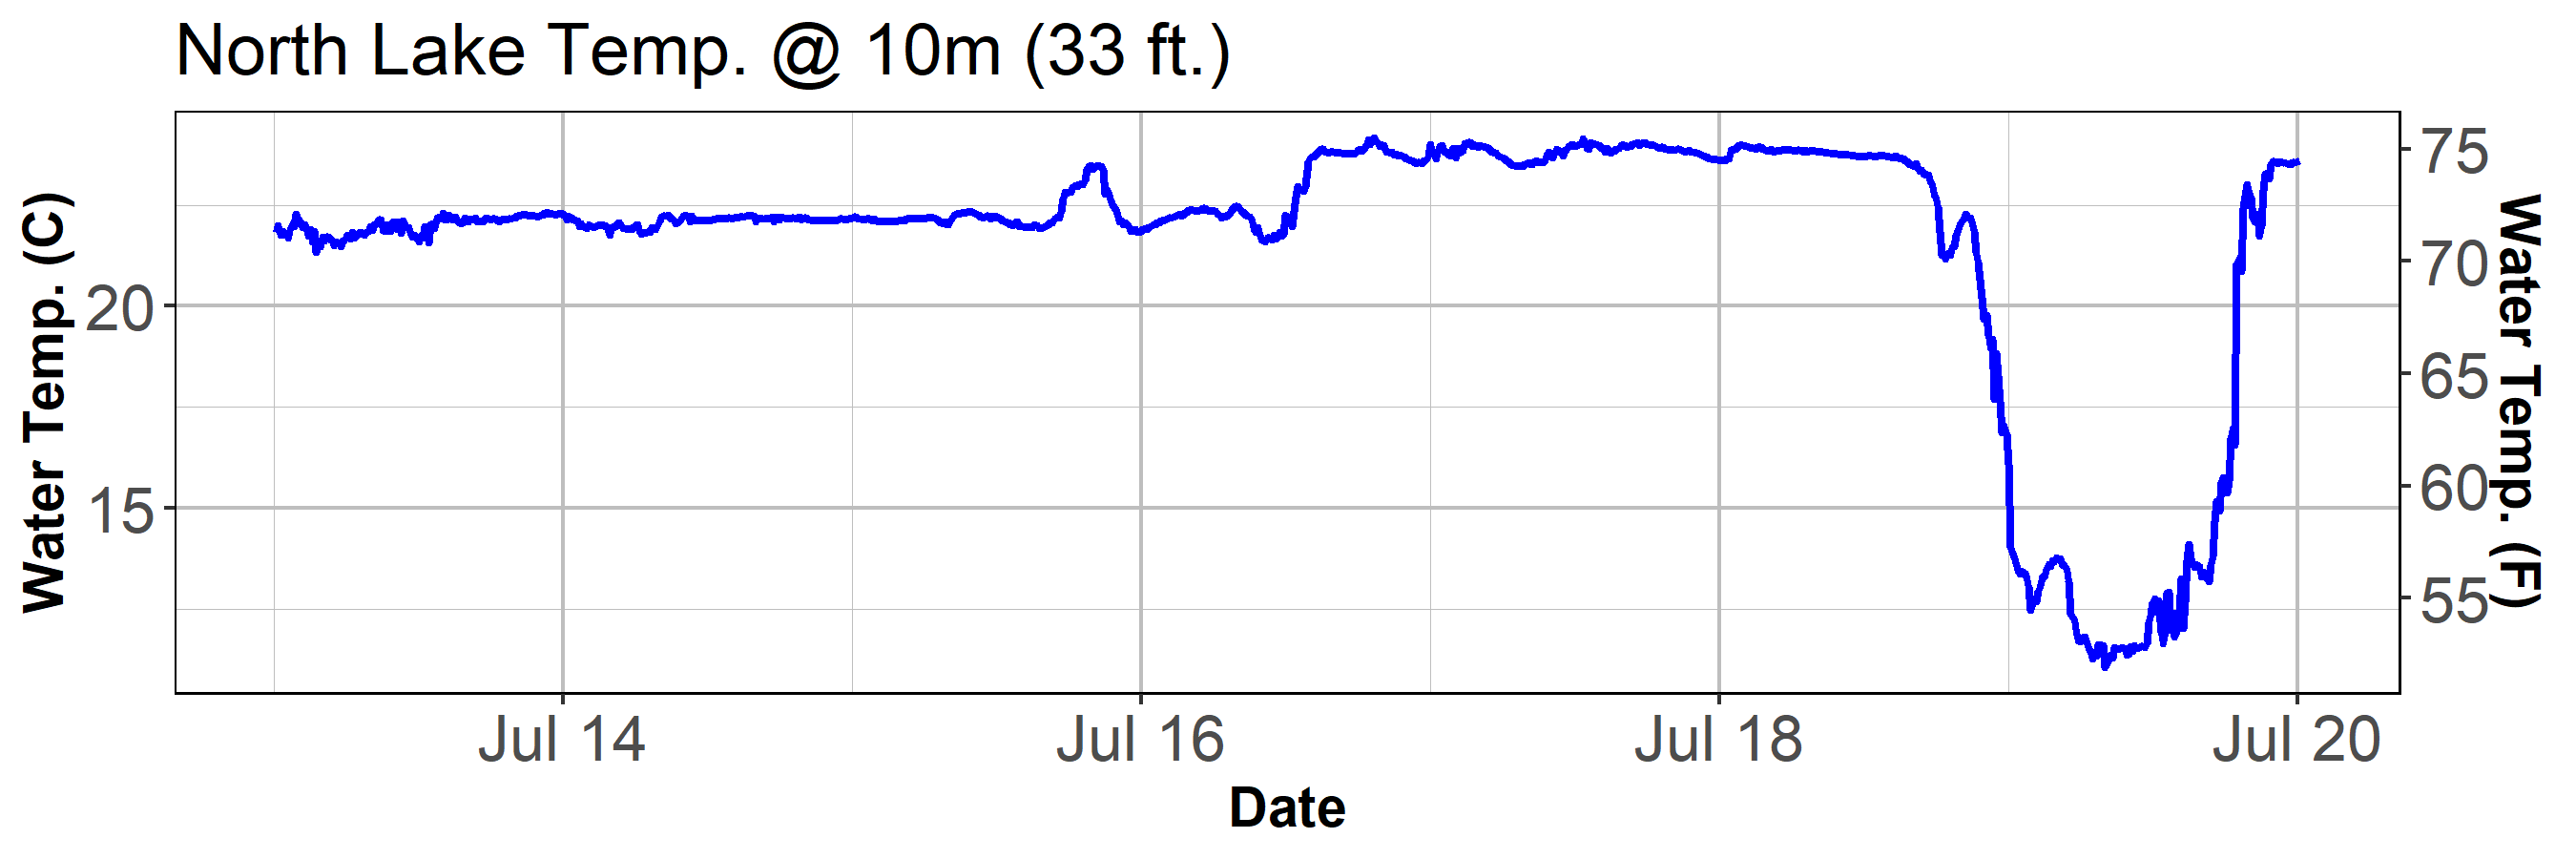 North Lake Temp. @ 10m (33 ft.)
Water Temp. (C)
20
15
75
70
65
60
55
Water Temp. (F)
Jul 14
Jul 16
Jul 18
Jul 20
Date